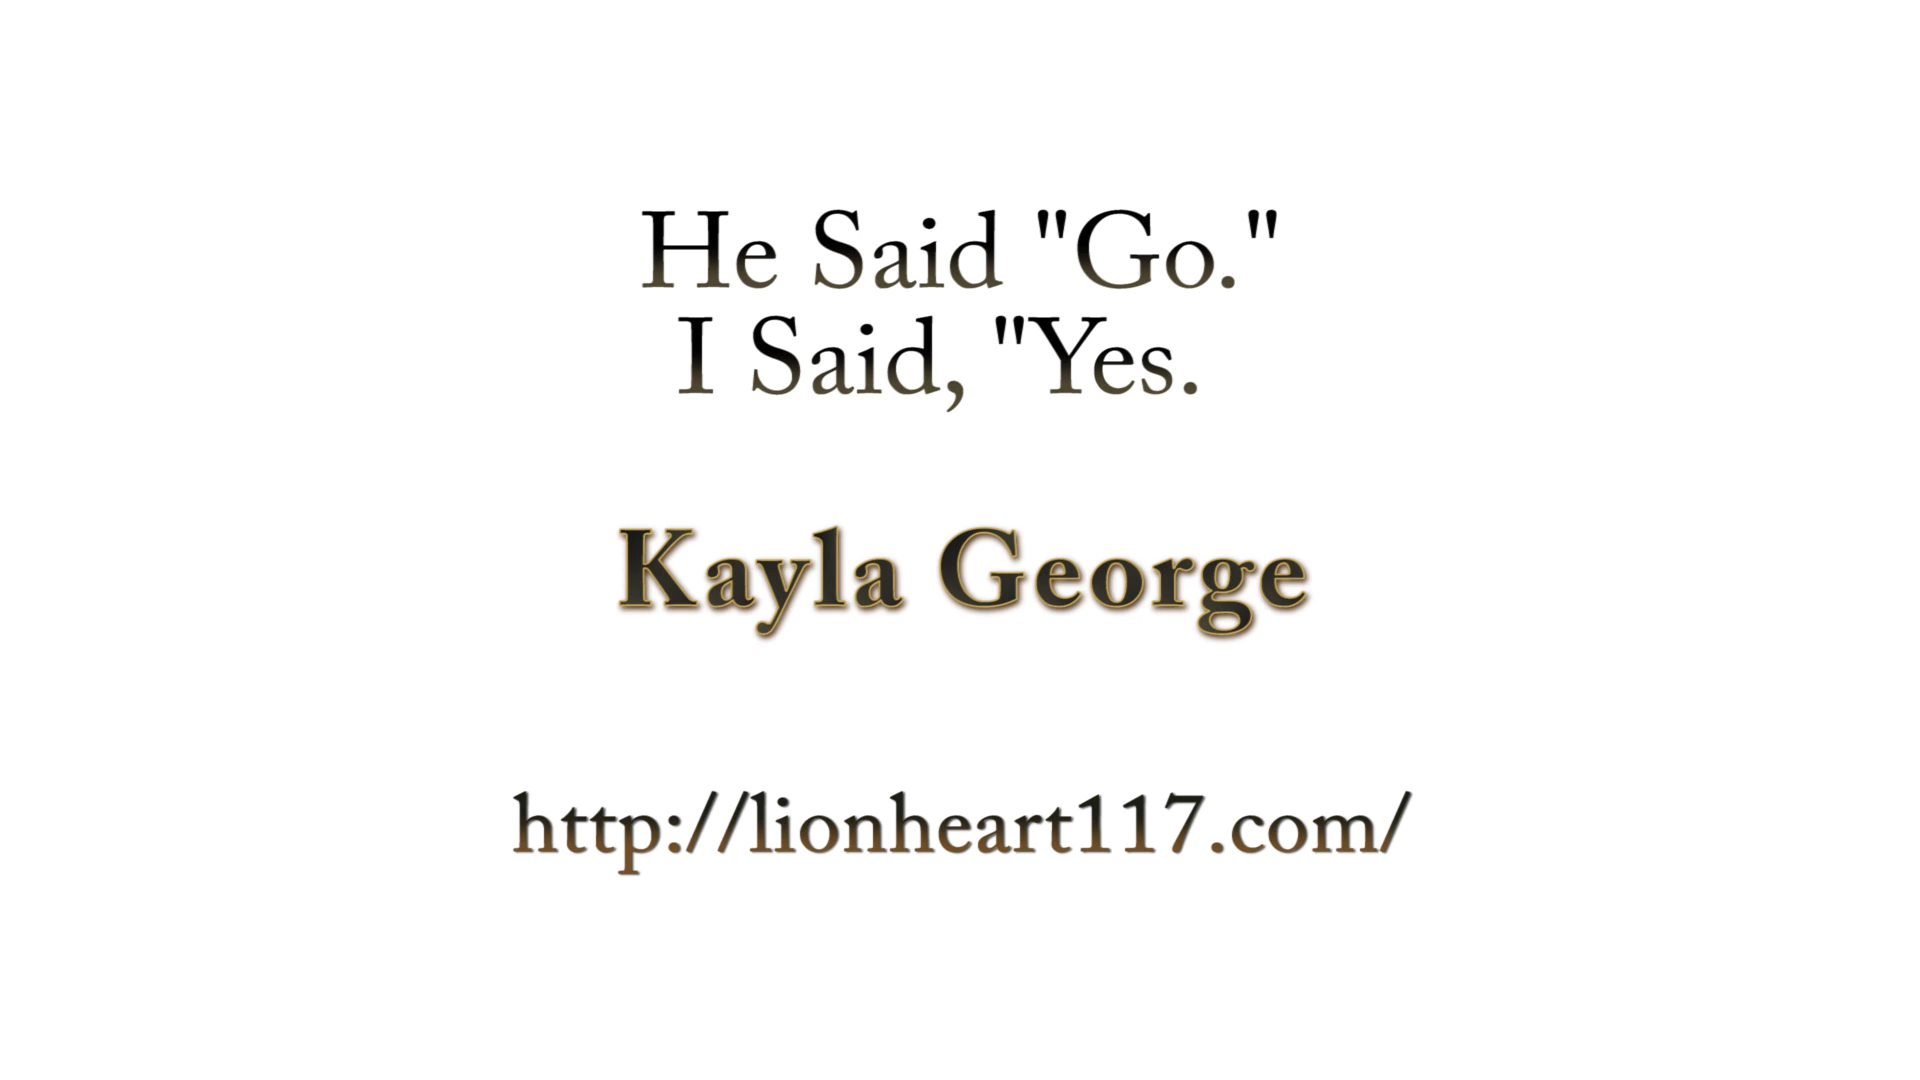 He Said "Go."
I Said, "Yes.
Kayla George
http://lionheart117.com/